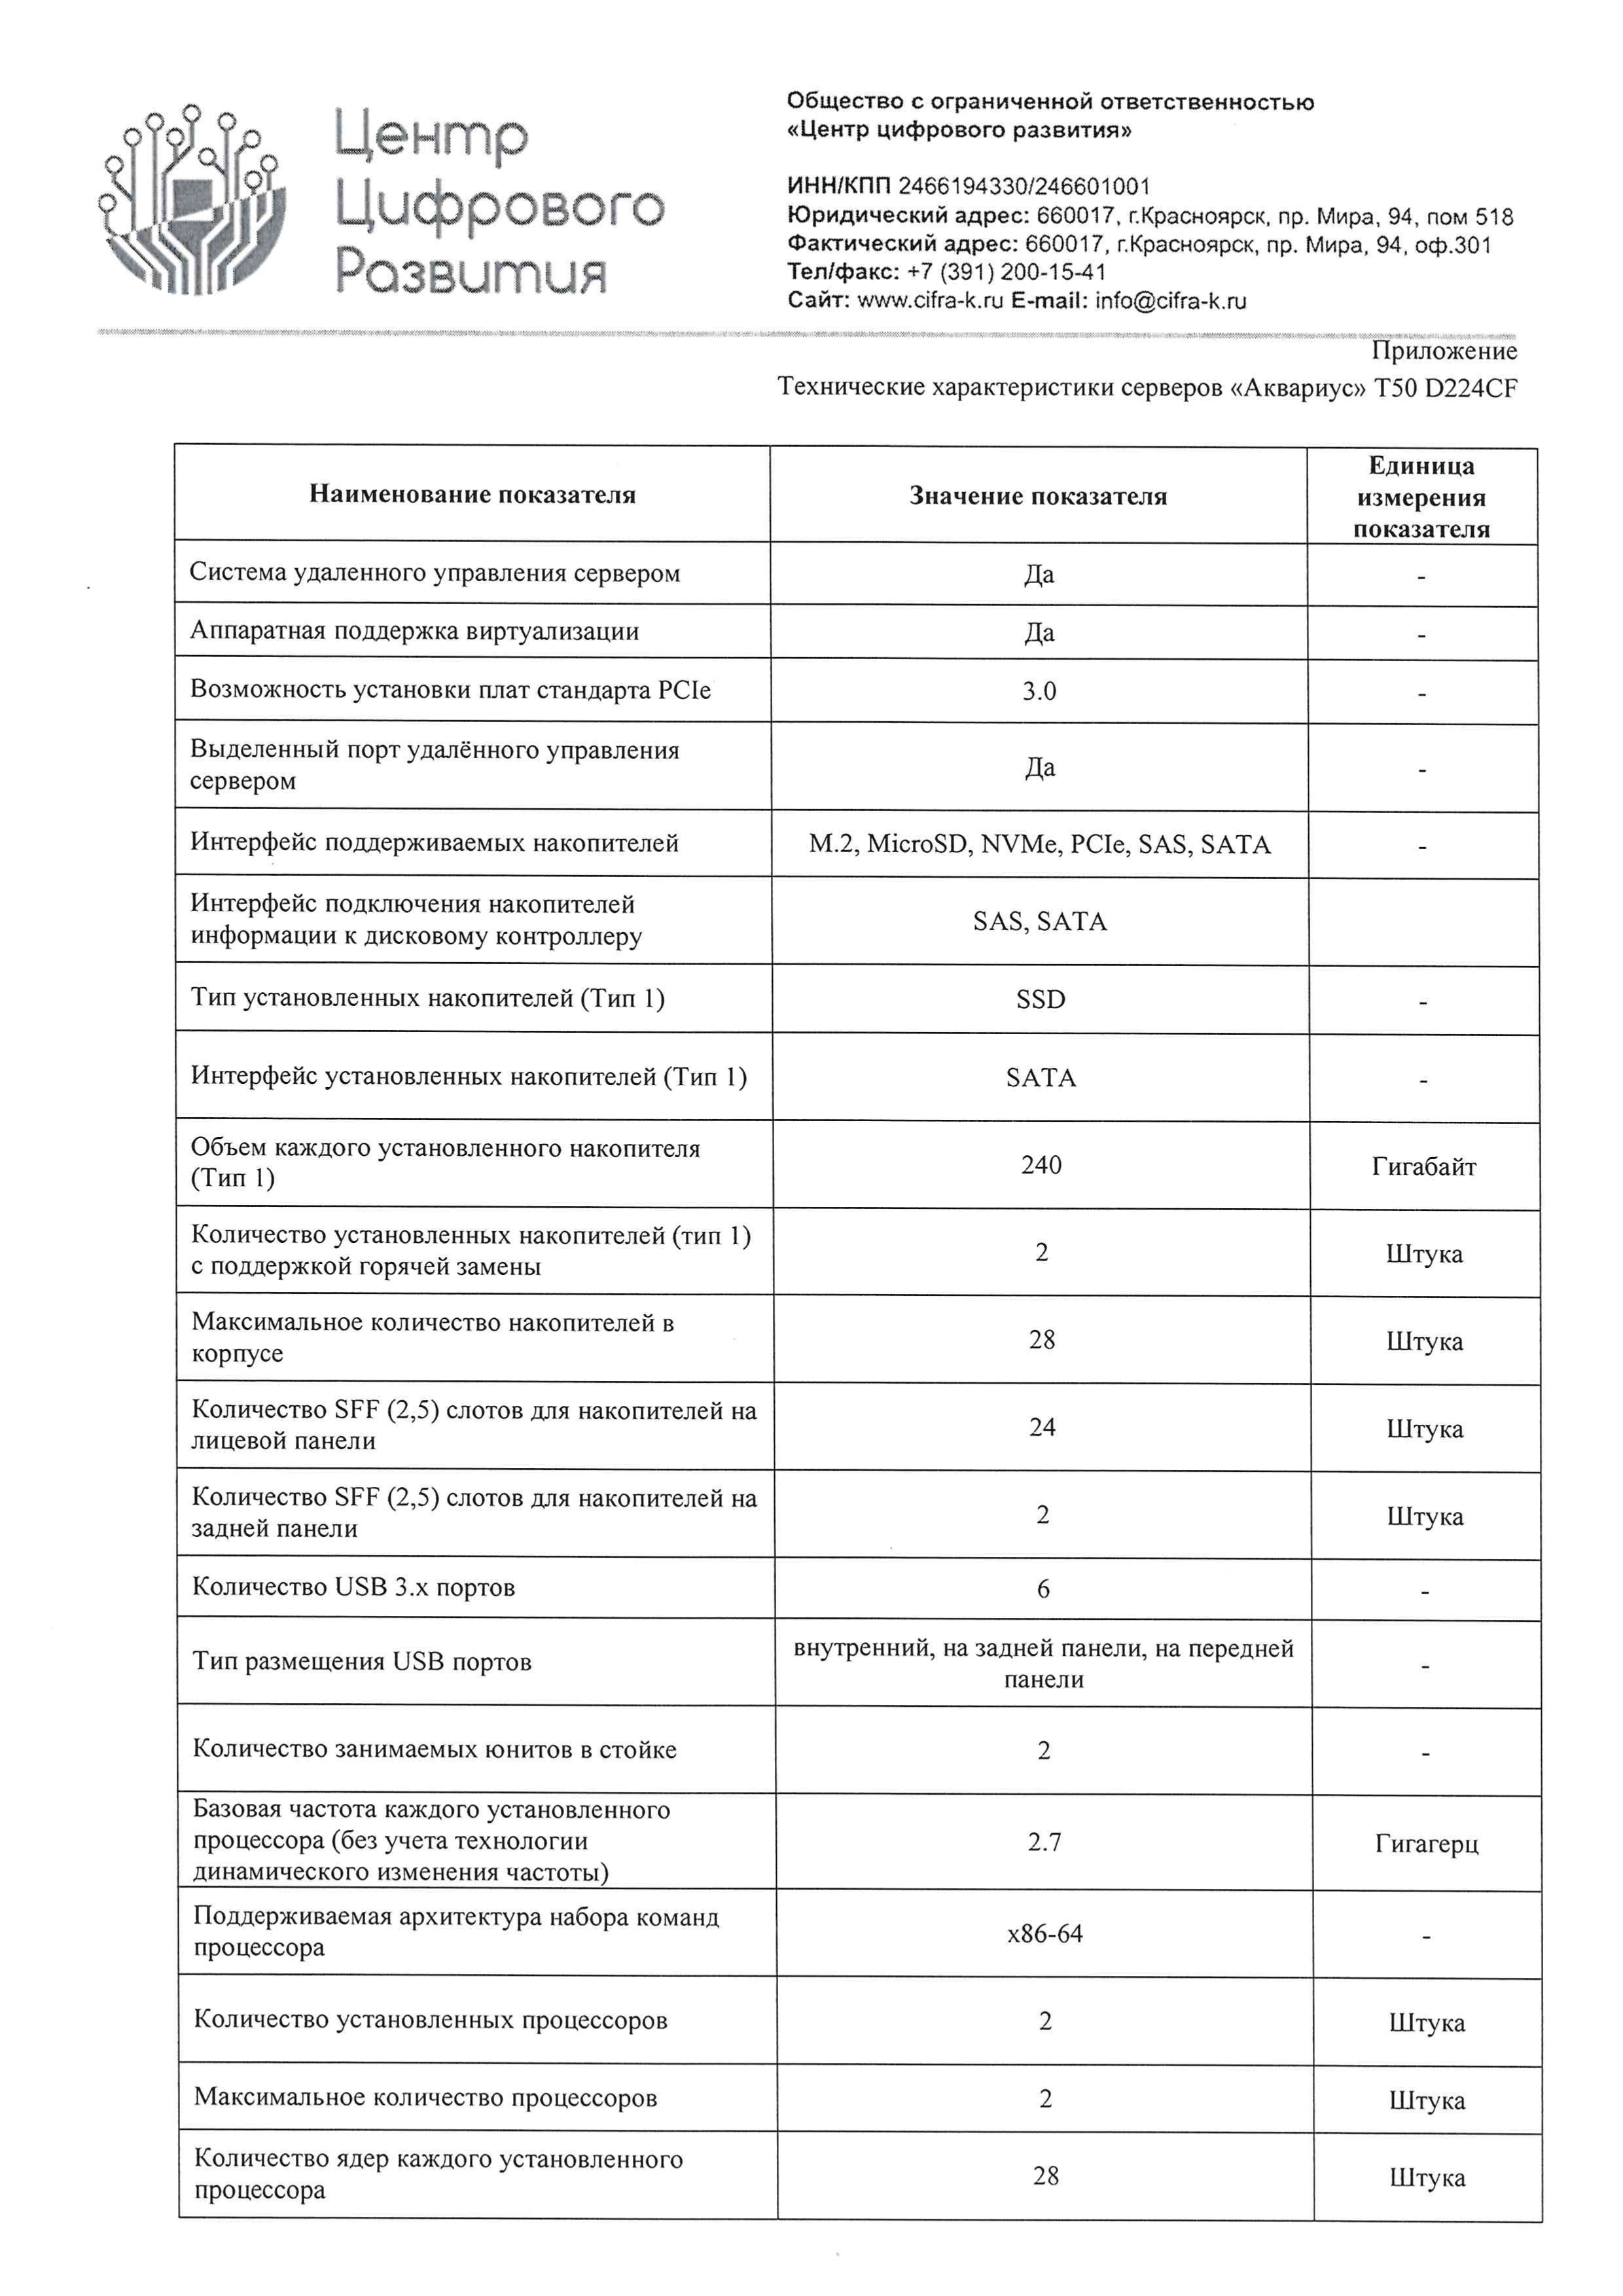 Центр
Цифрового
Развития
Общество с ограниченной ответственностью
«Центр цифрового развития»
ИНН/КПП 2466194330/246601001
Юридический адрес: 660017, г.Красноярск, пр. Мира, 94, пом 518
Фактический адрес: 660017, г.Красноярск, пр. Мира, 94, оф.301
Тел/факс: +7 (391) 200-15-41
Сайт: www.cifra-k.ru E-mail: info@cifra-k.ru
Приложение
Технические характеристики серверов «Аквариус» T50 D224CF
Наименование показателя
Значение показателя
Единица
измерения
показателя
Система удаленного управления сервером
Да
-
Аппаратная поддержка виртуализации
Да
-
Возможность установки плат стандарта PCIe
3.0
-
Выделенный порт удалённого управления
сервером
Да
-
Интерфейс поддерживаемых накопителей
M.2, MicroSD, NVMe, PCIe, SAS, SATA
-
Интерфейс подключения накопителей
информации к дисковому контроллеру
SAS, SATA
Тип установленных накопителей (Тип 1)
SSD
-
Интерфейс установленных накопителей (Тип 1)
SATA
-
Объем каждого установленного накопителя
(Тип 1)
240
Гигабайт
Количество установленных накопителей (тип 1)
с поддержкой горячей замены
2
Штука
Максимальное количество накопителей в
корпусе
28
Штука
Количество SFF (2,5) слотов для накопителей на
лицевой панели
24
Штука
Количество SFF (2,5) слотов для накопителей на
задней панели
2
Штука
Количество USB 3.x портов
6
-
Тип размещения USB портов
внутренний, на задней панели, на передней
панели
-
Количество занимаемых юнитов в стойке
2
-
Базовая частота каждого установленного
процессора (без учета технологии
динамического изменения частоты)
2.7
Гигагерц
Поддерживаемая архитектура набора команд
процессора
x86-64
-
Количество установленных процессоров
2
Штука
Максимальное количество процессоров
2
Штука
Количество ядер каждого установленного
процессора
28
Штука